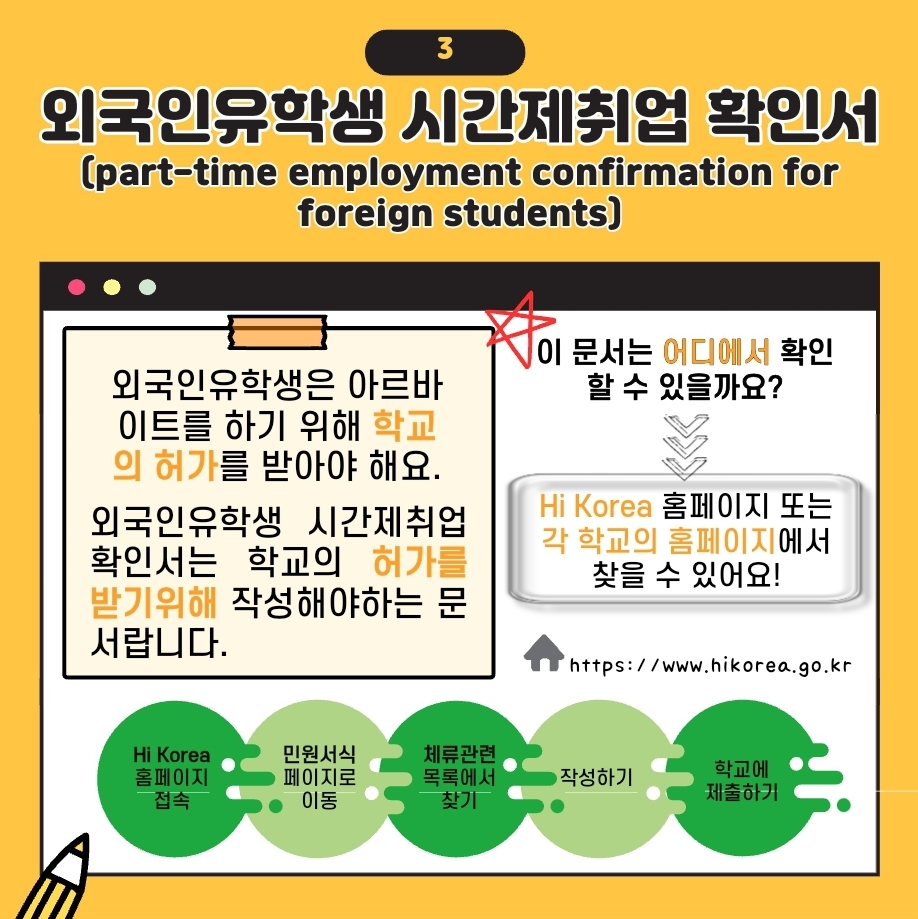 3
외국인유학생 시간제취업 확인서
(part-time employment confirmation for
foreign students)
외국인유학생은 아르바
이트를 하기 위해 학교
의 허가를 받아야 해요.
외국인유학생 시간제취업
확인서는 학교의 허가를
받기위해 작성해야하는 문
서랍니다.
이 문서는 어디에서 확인
할 수 있을까요?
Hi Korea 홈페이지 또는
각 학교의 홈페이지에서
찾을 수 있어요!
https://www.hikorea.go.kr
Hi Korea
홈페이지
접속
민원서식
페이지로
이동
체류관련
목록에서
찾기
작성하기
학교에
제출하기